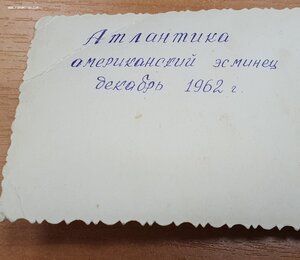 Атлантика
американский эсминец
декабрь 1962 г.